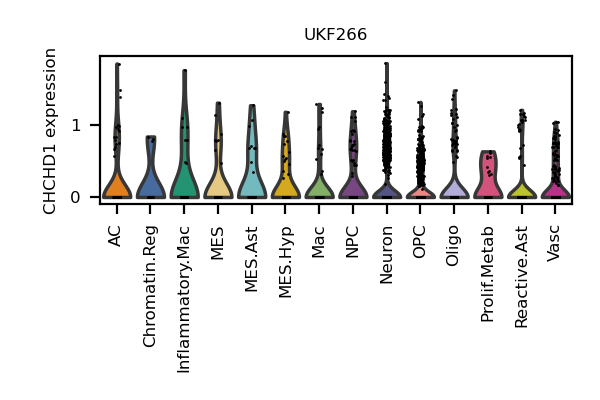 UKF266
CHCHD1 expression
1
0
AC
Chromatin.Reg
Inflammatory.Mac
MES
MES.Ast
MES.Hyp
Mac
NPC
Neuron
OPC
Oligo
Prolif.Metab
Reactive.Ast
Vasc